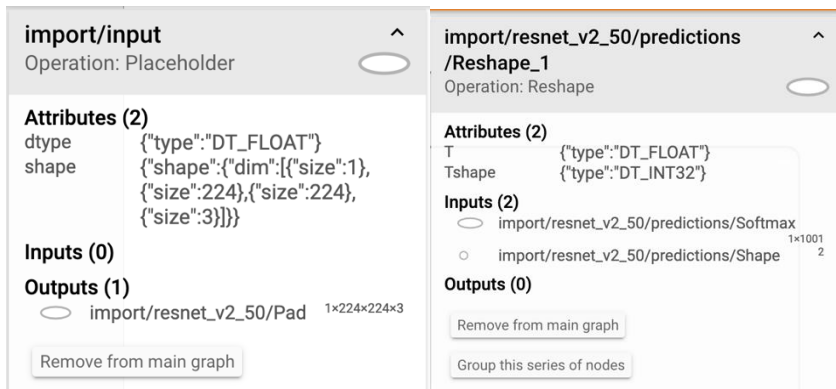 import/input
Operation: Placeholder
Attributes (2)
dtype {"type":"DT_FLOAT"}
shape {"shape":{"dim":[{"size":1},
{"size":224},{"size":224},
{"size":3}]}}
Inputs (0)
Outputs (1)
import/resnet_v2_50/Pad 1×224×224×3
Remove from main graph
import/resnet_v2_50/predictions
/Reshape_1
Operation: Reshape
Attributes (2)
T {"type":"DT_FLOAT"}
Tshape {"type":"DT_INT32"}
Inputs (2)
import/resnet_v2_50/predictions/Softmax
1×1001
import/resnet_v2_50/predictions/Shape 2
Outputs (0)
Remove from main graph
Group this series of nodes